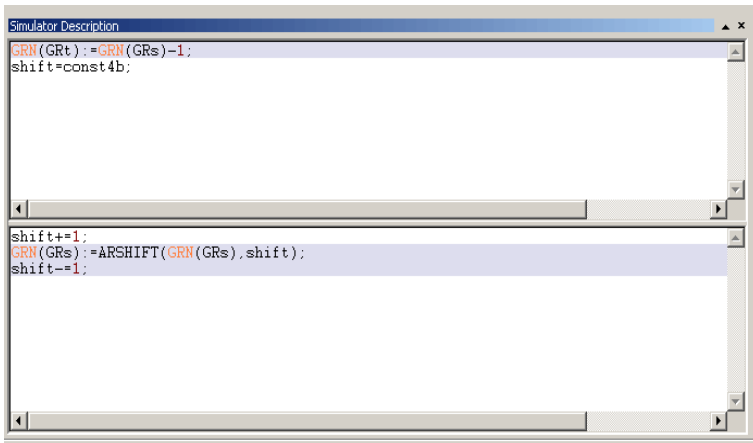 Simulator Description
GRN(GRt):=GRN(GRs)-1;
shift=const4b;
shift+=1;
GRN(GRs):=ARSHIFT(GRN(GRs),shift);
shift-=1;